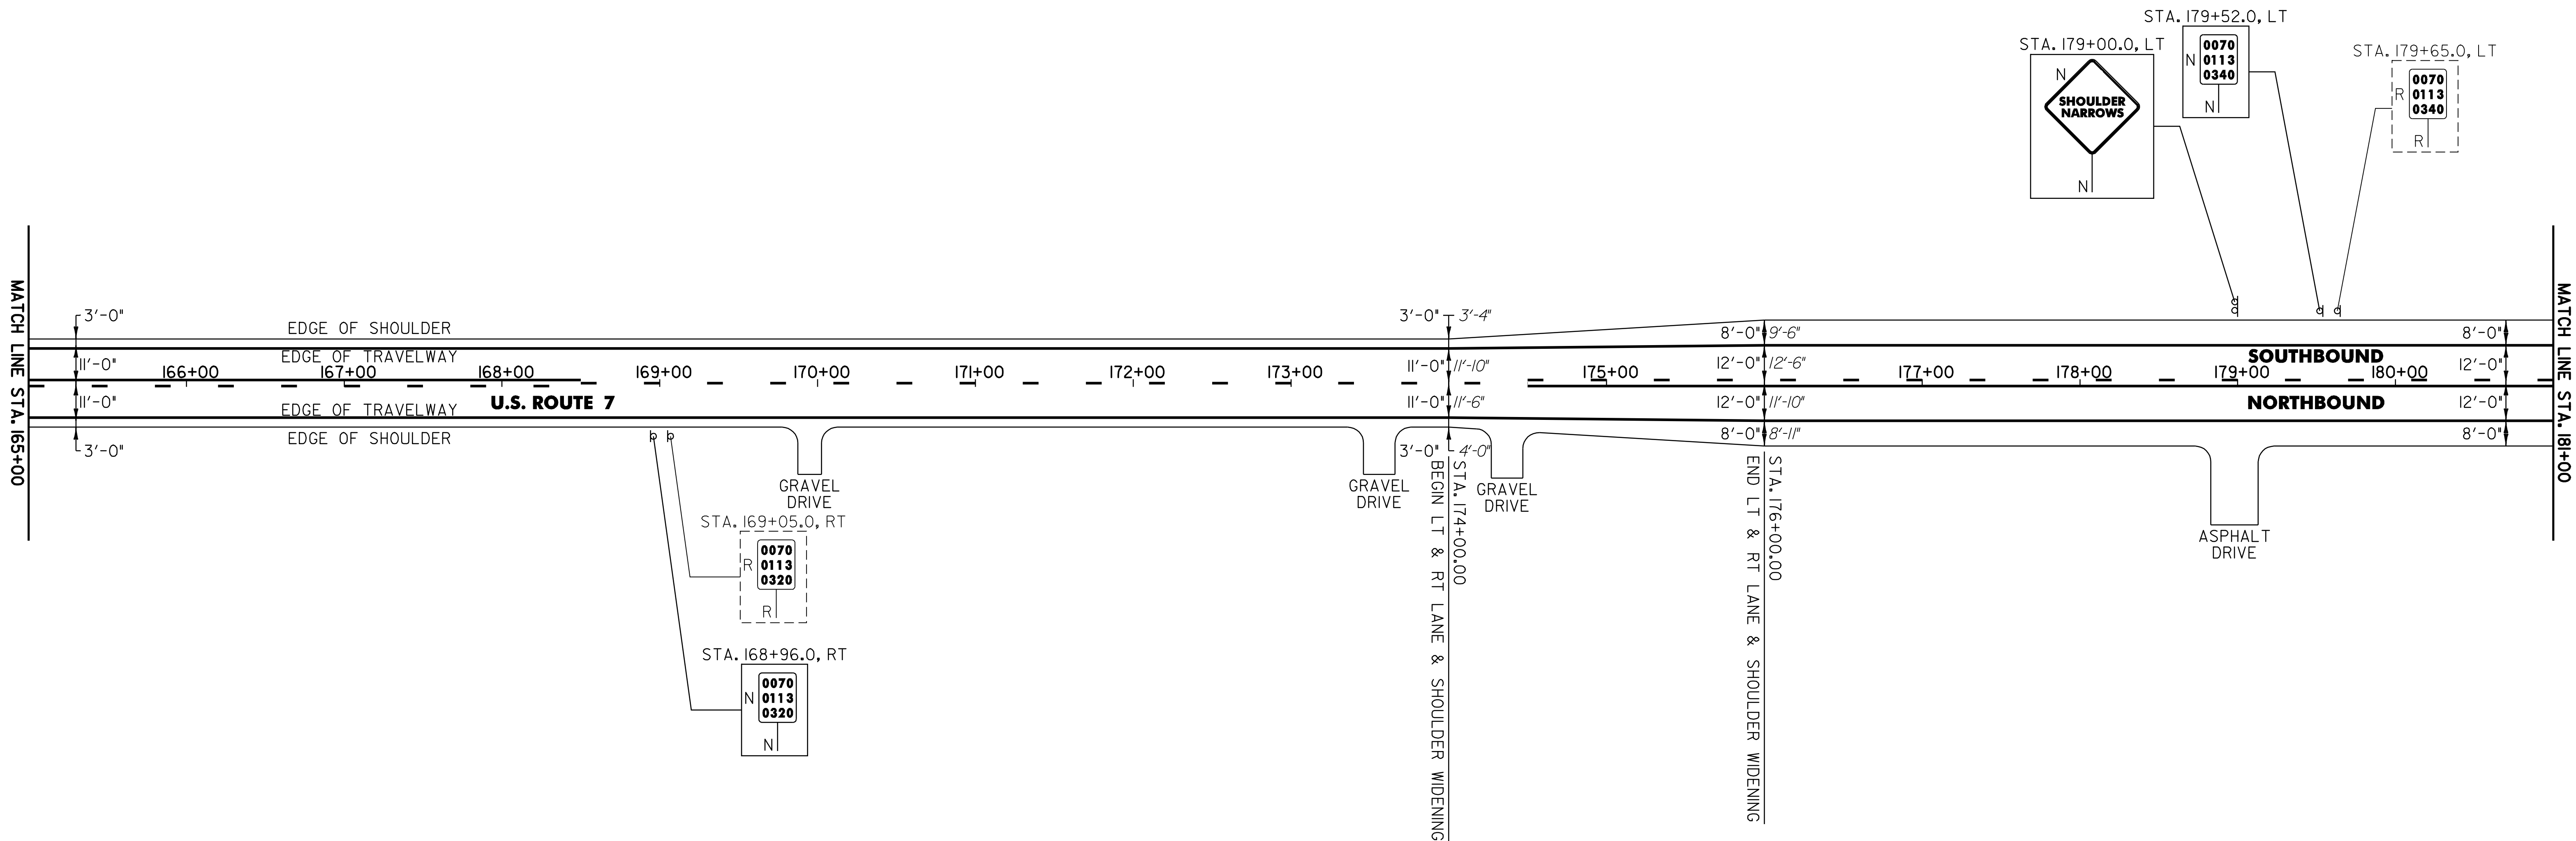 STA. 179+52.0, LT
0070
N 0113
0340
N
STA. 179+00.0, LT
N
SHOULDER
NARROWS
N
STA. 179+65.0, LT
0070
R 0113
0340
R
MATCH LINE STA. 165+00
3'-0"
11'-0"
11'-0"
3'-0"
EDGE OF SHOULDER
EDGE OF TRAVELWAY
166+00 167+00 168+00 169+00 170+00 171+00 172+00 173+00 175+00 177+00 178+00 179+00 180+00
U.S. ROUTE 7
EDGE OF TRAVELWAY
EDGE OF SHOULDER
3'-0" 3'-4"
11'-0" 11'-10"
11'-0" 11'-6"
3'-0" 4'-0"
8'-0" 9'-6"
12'-0" 12'-6"
12'-0" 11'-10"
8'-0" 8'-11"
SOUTHBOUND
NORTHBOUND
8'-0"
12'-0"
12'-0"
8'-0"
MATCH LINE STA. 181+00
GRAVEL
DRIVE
GRAVEL
DRIVE
GRAVEL
DRIVE
STA. 174+00.00
BEGIN LT & RT LANE & SHOULDER WIDENING
STA. 176+00.00
END LT & RT LANE & SHOULDER WIDENING
ASPHALT
DRIVE
STA. 169+05.0, RT
0070
R 0113
0320
R
STA. 168+96.0, RT
0070
N 0113
0320
N